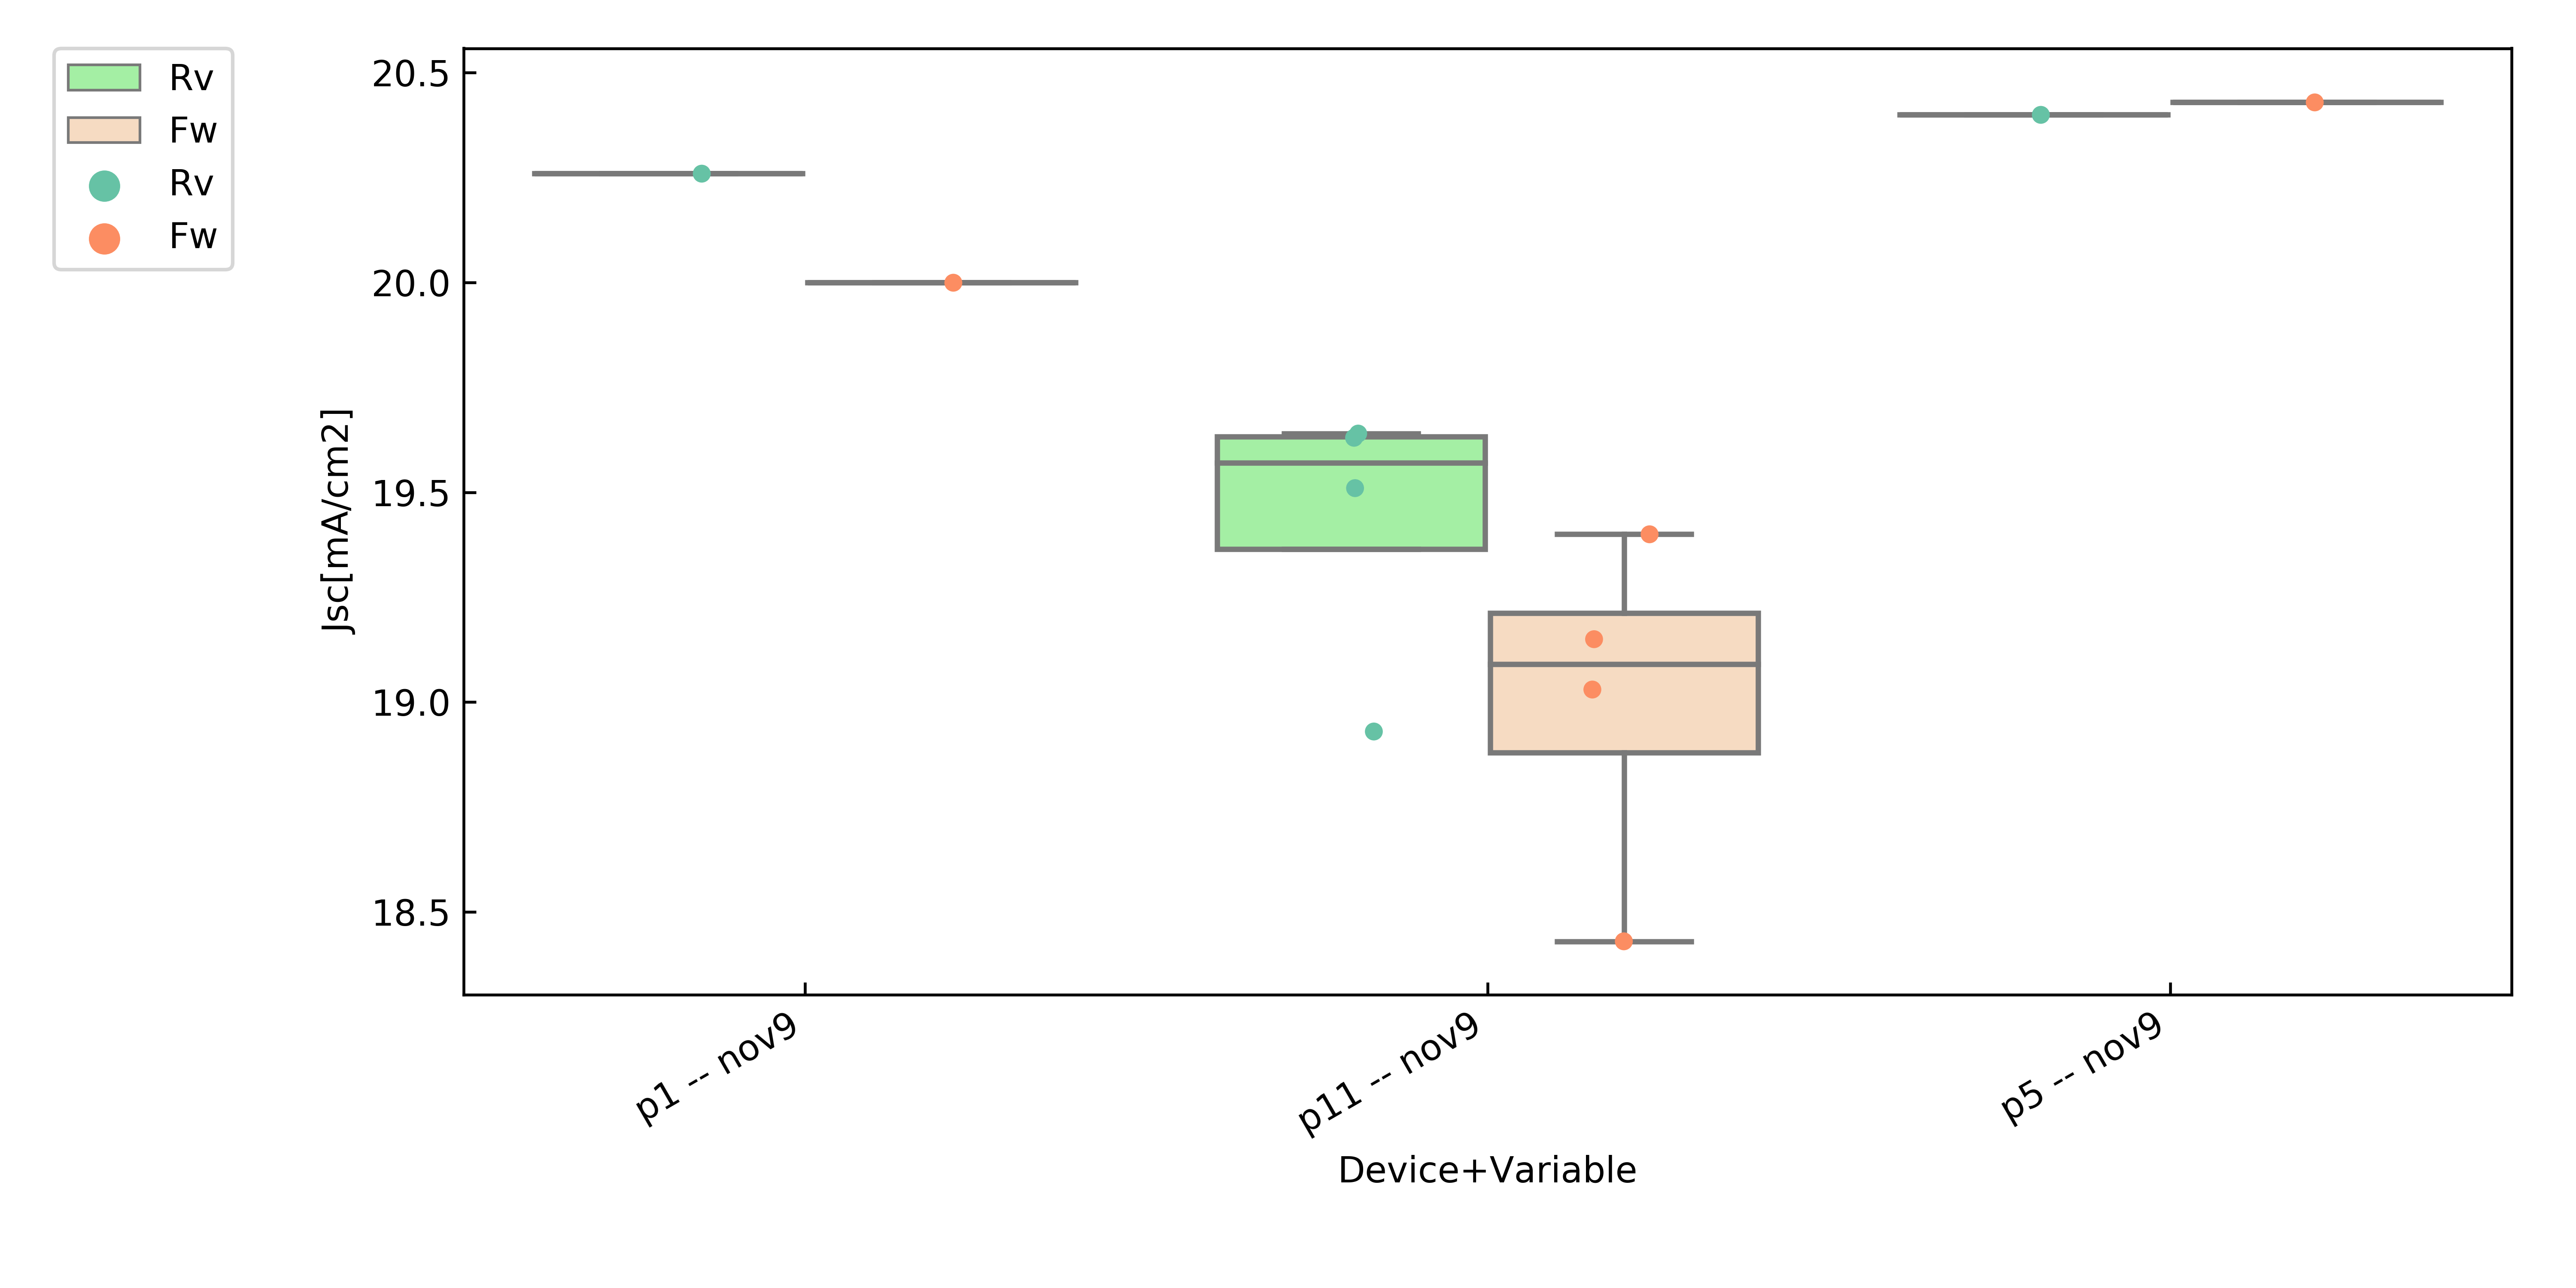 Rv
Fw
Rv
Fw
20.5
20.0
19.5
19.0
18.5
Jsc[mA/cm2]
p1 -- nov9
p11 -- nov9
p5 -- nov9
Device+Variable